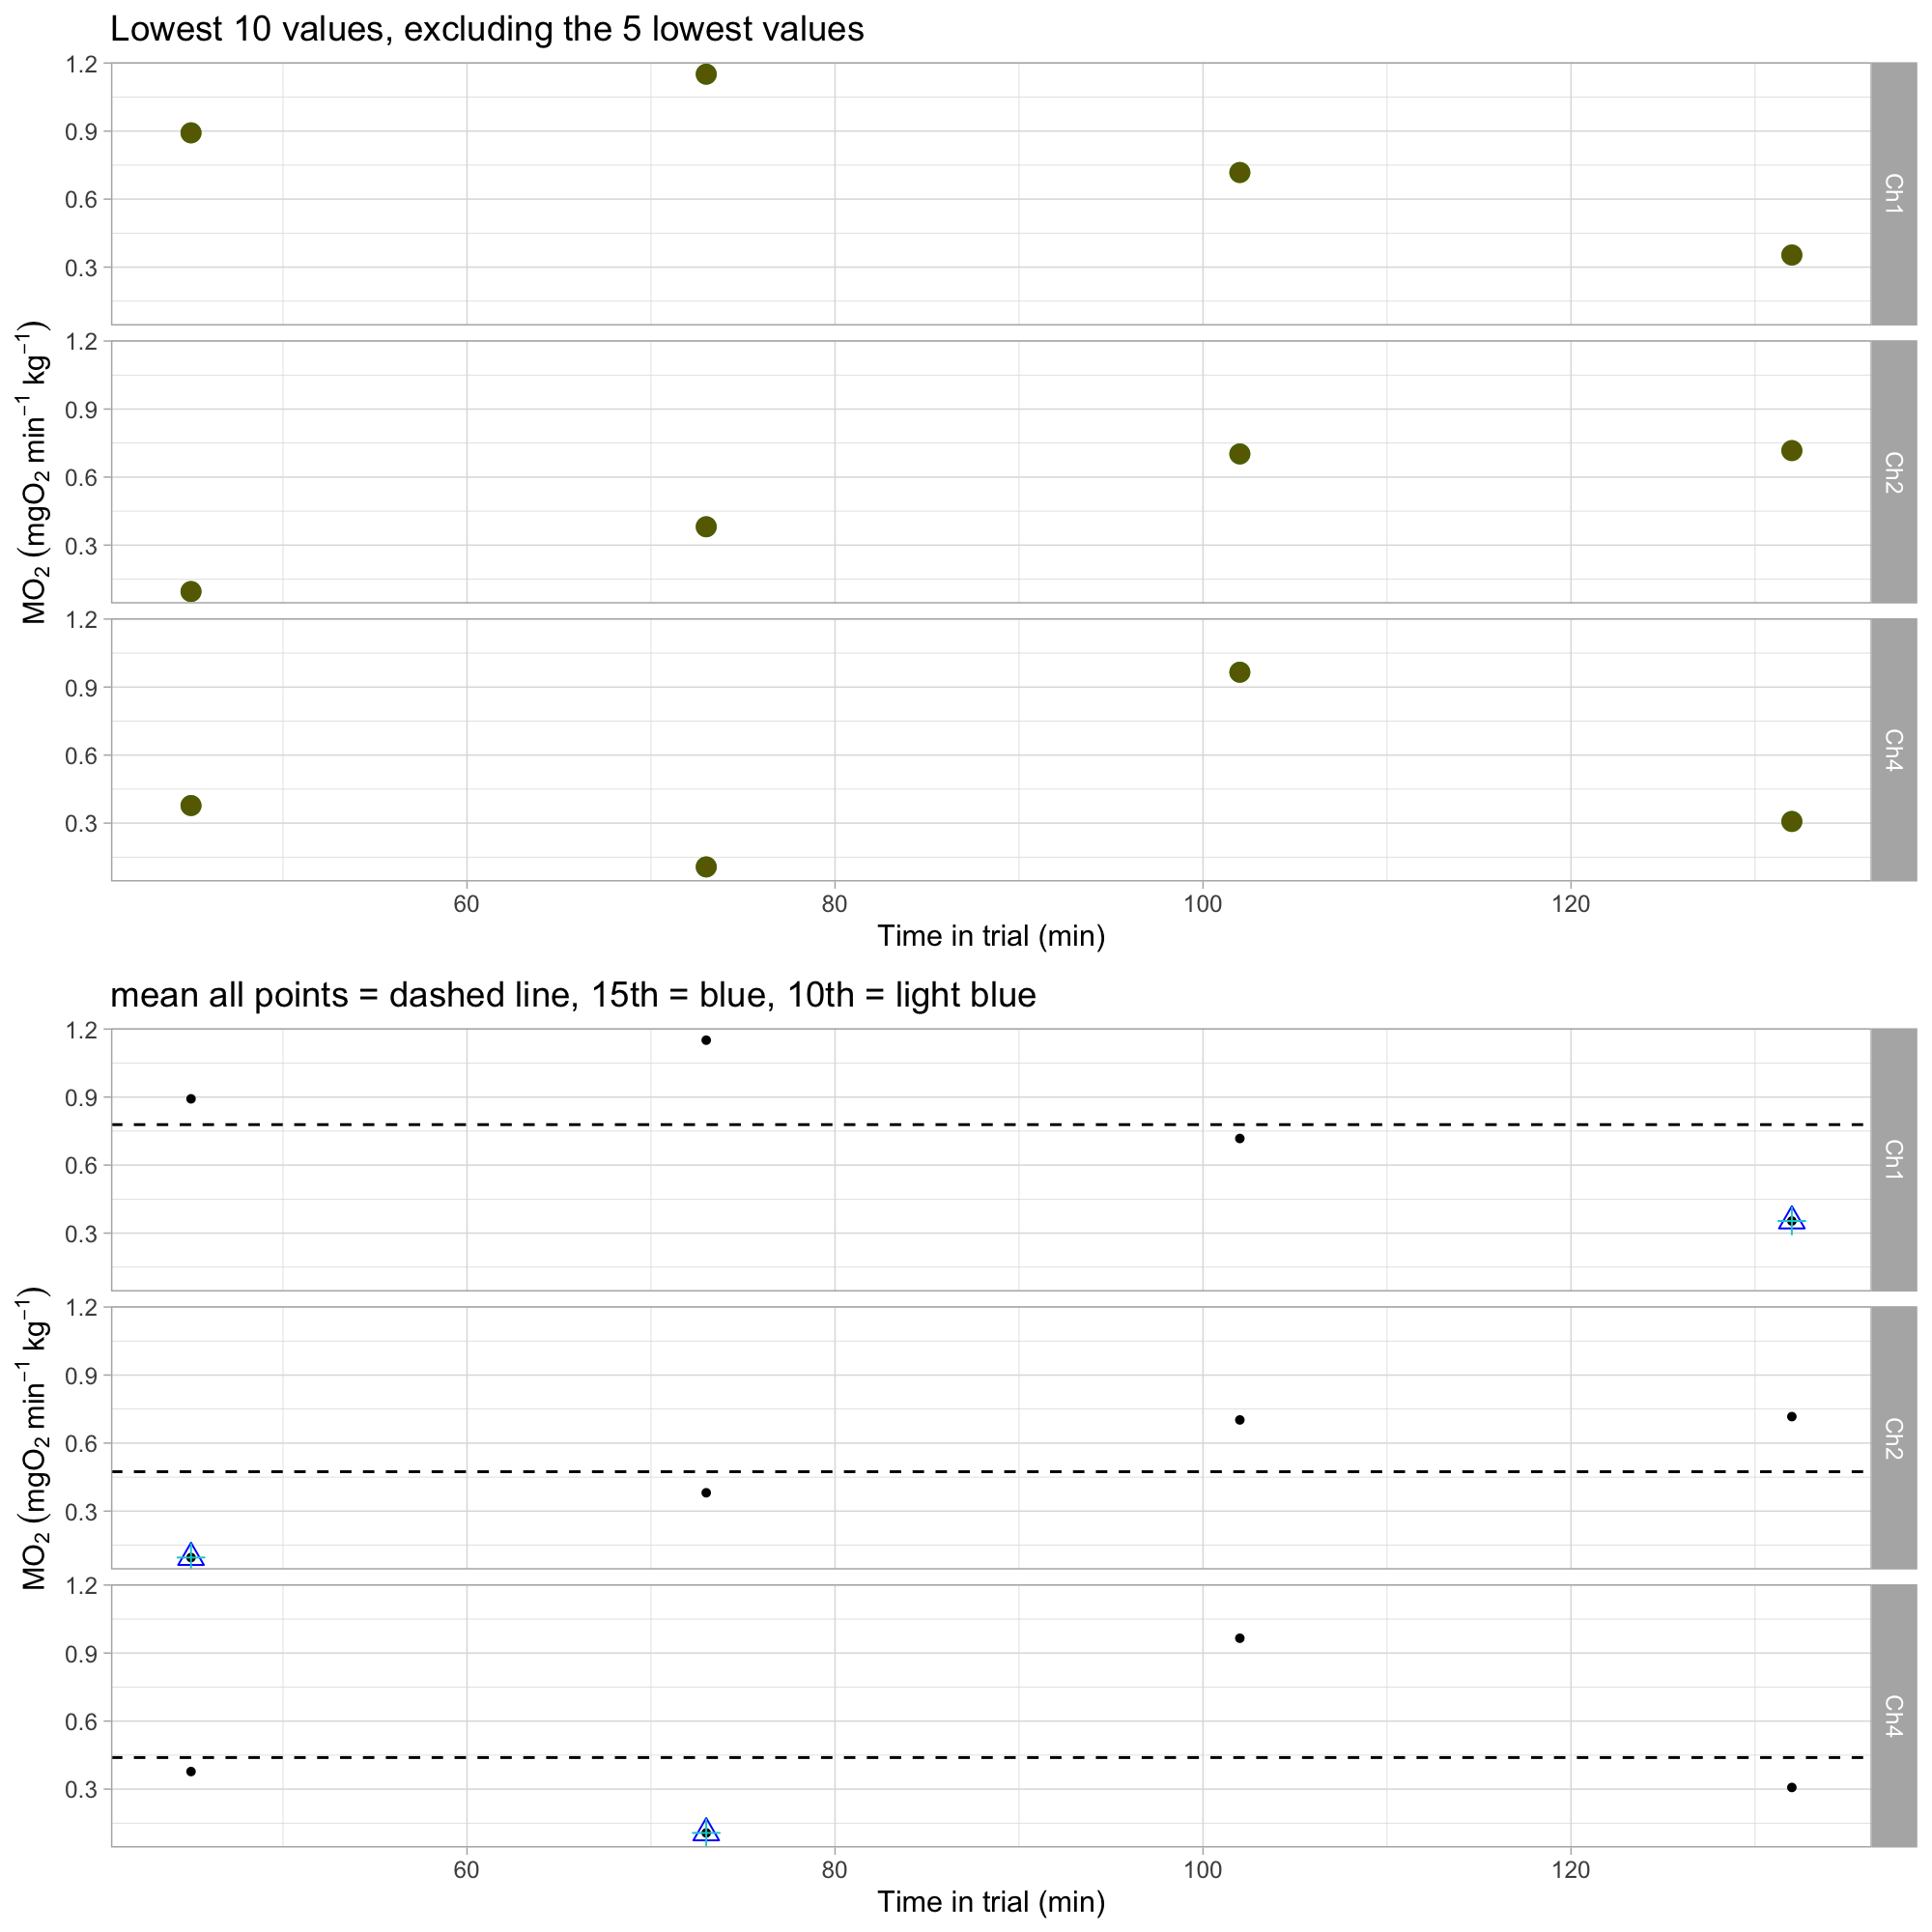 Lowest 10 values, excluding the 5 lowest values
1.2
0.9
0.6
0.3
Ch1
1.2
0.9
0.6
0.3
Ch2
1.2
0.9
0.6
0.3
Ch4
MO₂ (mgO₂ min⁻¹ kg⁻¹)
60 80 100 120
Time in trial (min)
mean all points = dashed line, 15th = blue, 10th = light blue
1.2
0.9
0.6
0.3
Ch1
1.2
0.9
0.6
0.3
Ch2
1.2
0.9
0.6
0.3
Ch4
MO₂ (mgO₂ min⁻¹ kg⁻¹)
60 80 100 120
Time in trial (min)